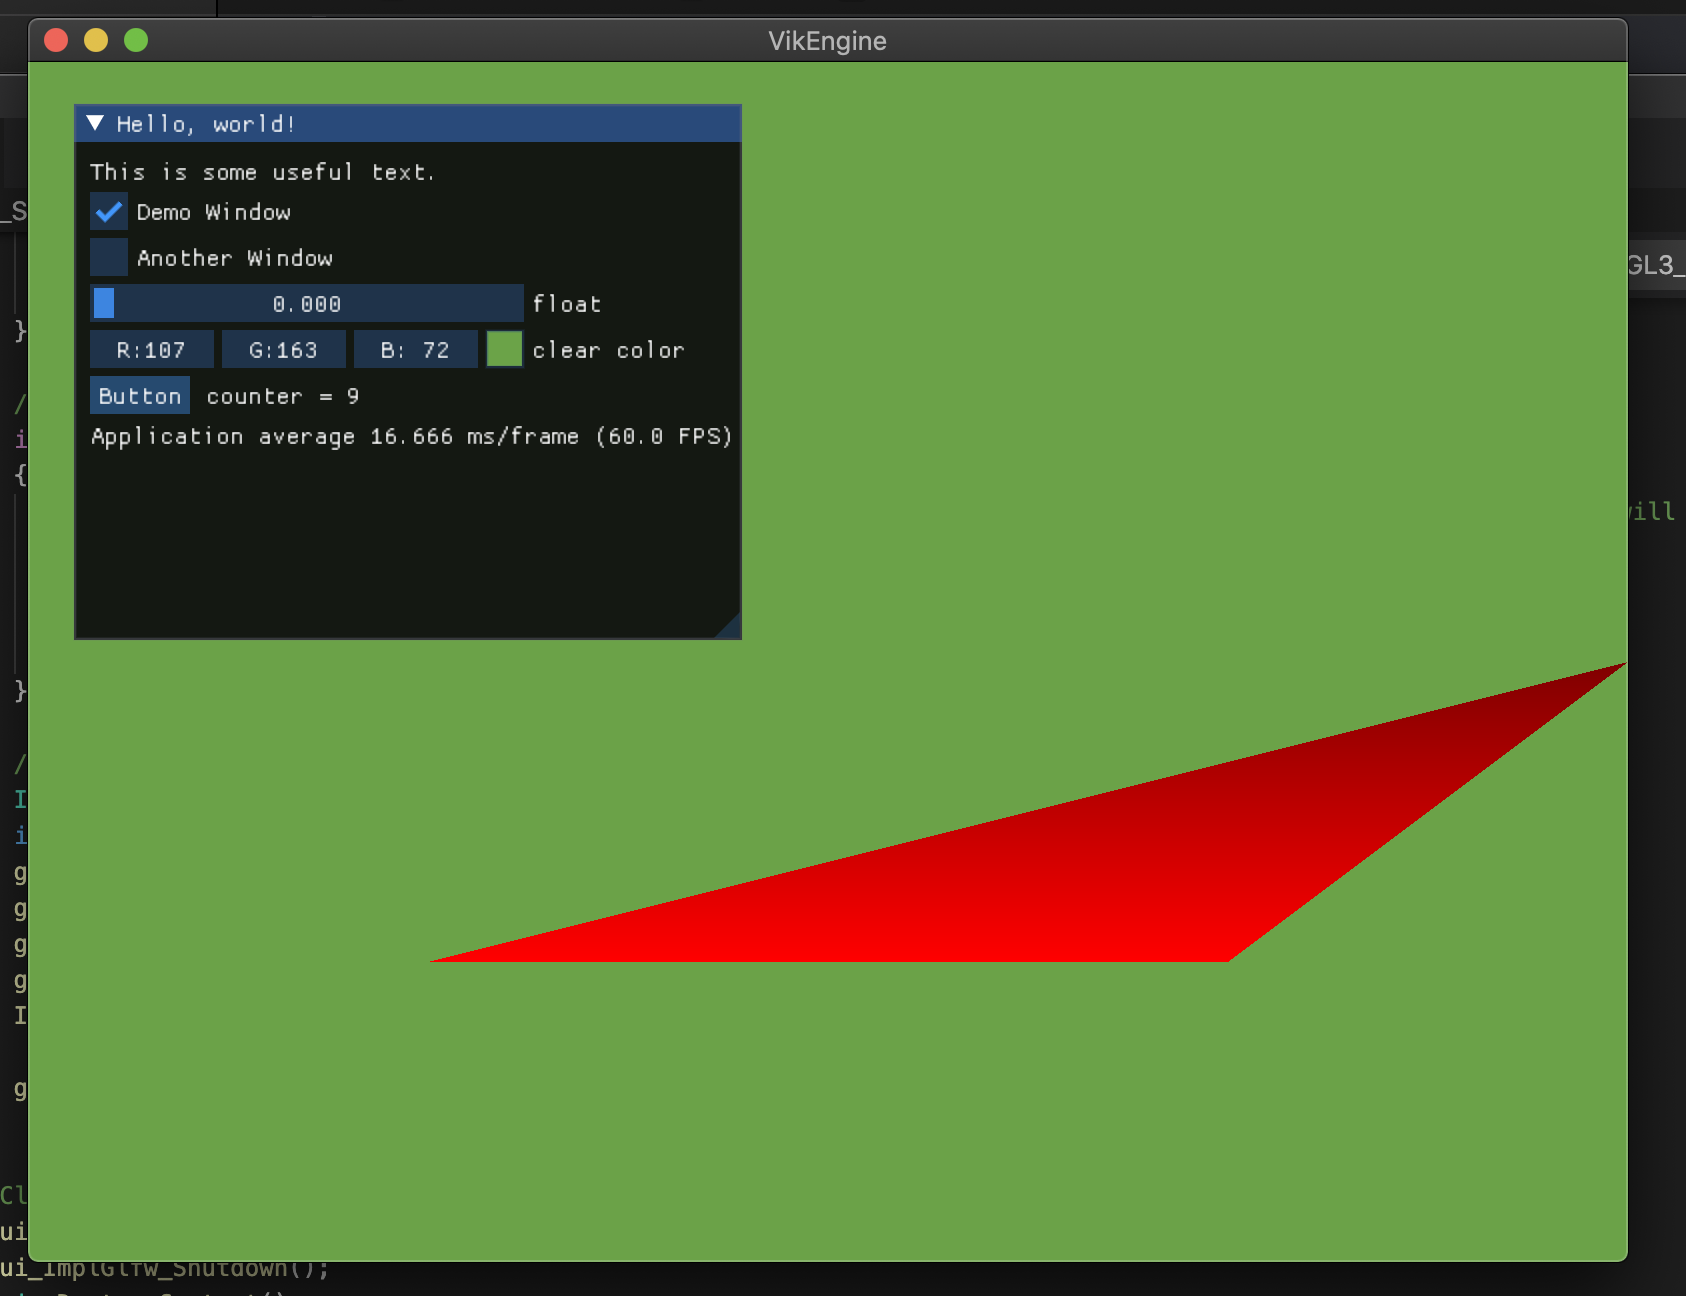 VikEngine
Hello, world!
This is some useful text.
Demo Window
Another Window
0.000 float
R:107 G:163 B: 72 clear color
Button counter = 9
Application average 16.666 ms/frame (60.0 FPS)
_S
GL3_
}
/
i
{
will
}
/
I
i
g
g
g
g
I
g
Cl
ui
ui_ImplGlfw_Shutdown();